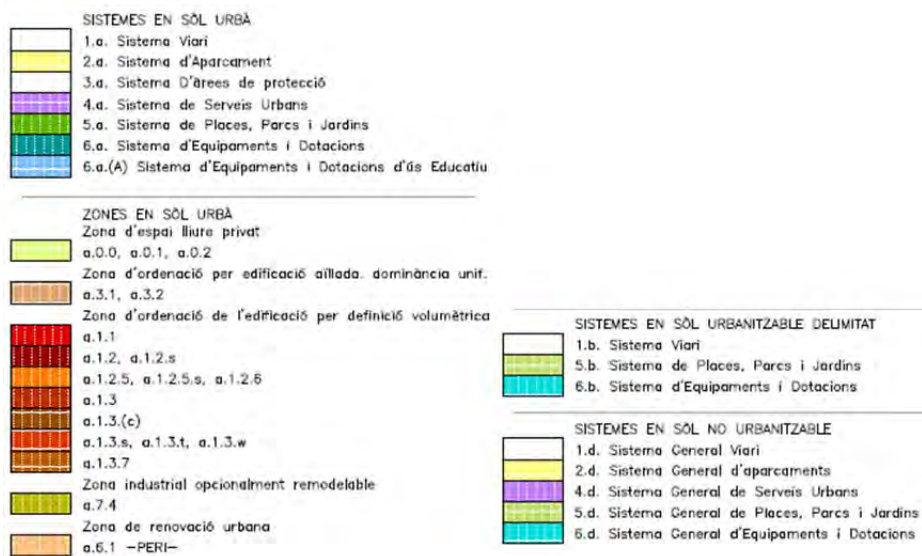 SISTEMES EN SÒL URBÀ
1.a. Sistema Viari
2.a. Sistema d'Aparcament
3.a. Sistema D'àrees de protecció
4.a. Sistema de Serveis Urbans
5.a. Sistema de Places, Parcs i Jardins
6.a. Sistema d'Equipaments i Dotacions
6.a.(A) Sistema d'Equipaments i Dotacions d'ús Educatiu
ZONES EN SÒL URBÀ
Zona d'espai lliure privat
a.0.0, a.0.1, a.0.2
Zona d'ordenació per edificació aïllada. dominància unif.
a.3.1, a.3.2
Zona d'ordenació de l'edificació per definició volumètrica
a.1.1
a.1.2, a.1.2.s
a.1.2.5, a.1.2.5.s, a.1.2.6
a.1.3
a.1.3.(c)
a.1.3.s, a.1.3.t, a.1.3.w
a.1.3.7
Zona industrial opcionalment remodelable
a.7.4
Zona de renovació urbana
a.6.1 -PERI-
SISTEMES EN SÒL URBANITZABLE DELIMITAT
1.b. Sistema Viari
5.b. Sistema de Places, Parcs i Jardins
6.b. Sistema d'Equipaments i Dotacions
SISTEMES EN SÒL NO URBANITZABLE
1.d. Sistema General Viari
2.d. Sistema General d'aparcaments
4.d. Sistema General de Serveis Urbans
5.d. Sistema General de Places, Parcs i Jardins
6.d. Sistema General d'Equipaments i Dotacions